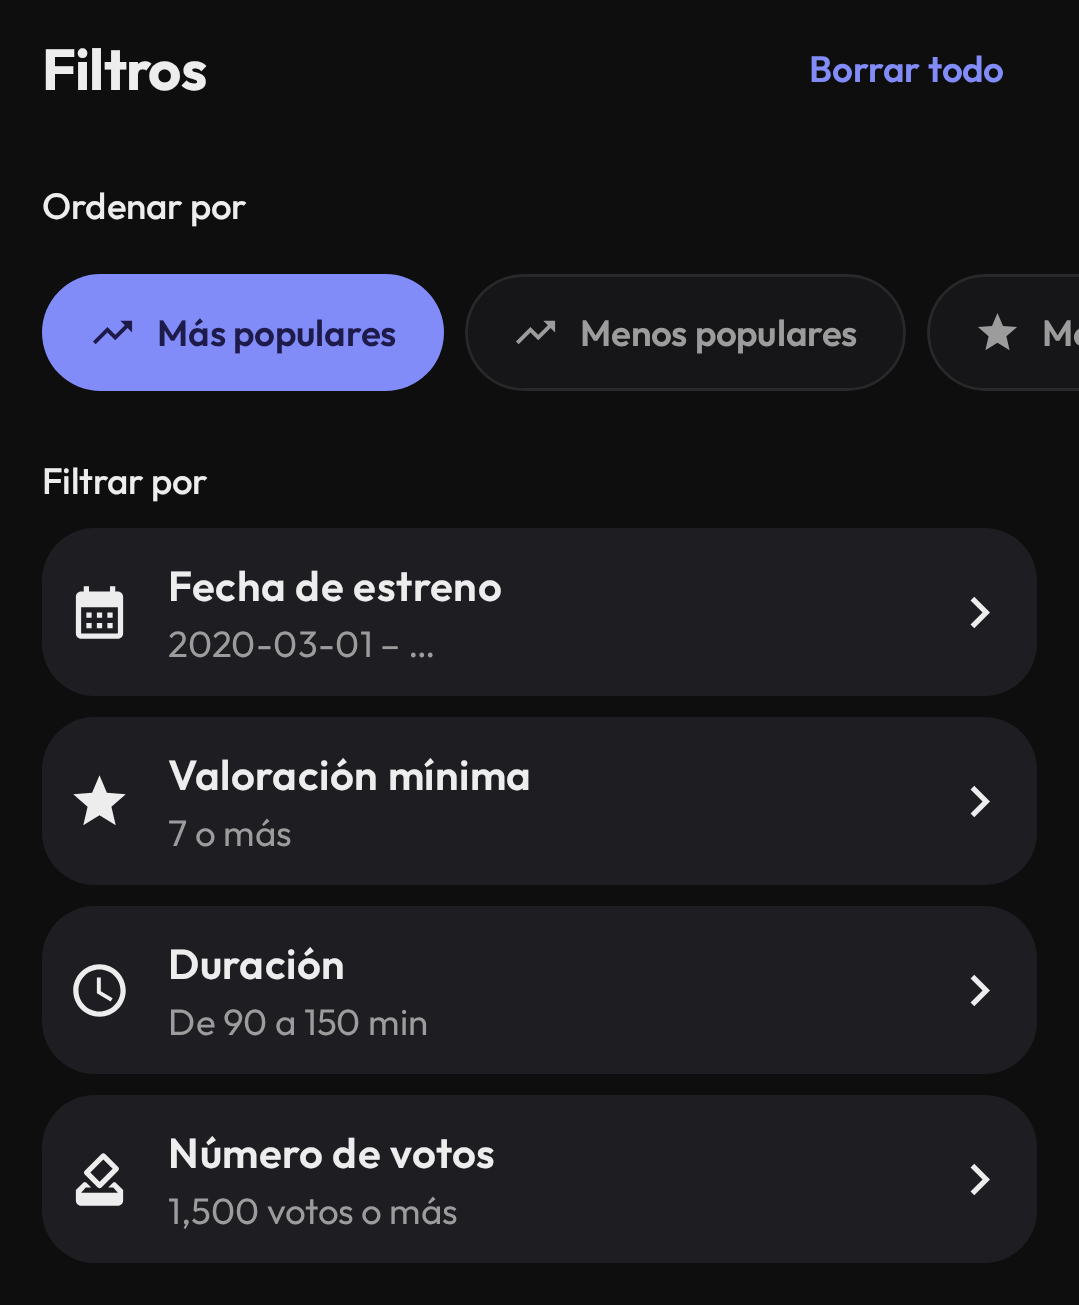 Filtros
Borrar todo
Ordenar por
Más populares
Menos populares
Filtrar por
Fecha de estreno
2020-03-01 – ...
Valoración mínima
7 o más
Duración
De 90 a 150 min
Número de votos
1,500 votos o más